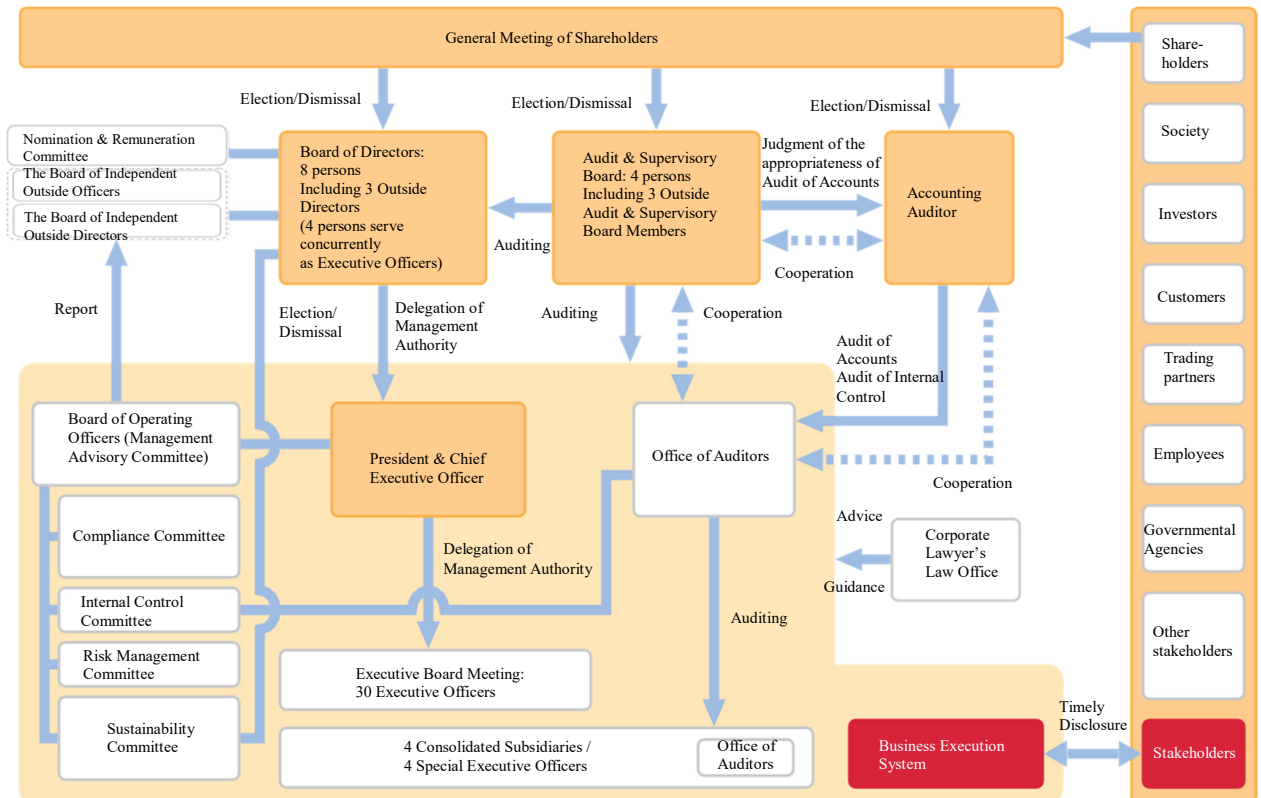 General Meeting of Shareholders
Share-
holders
Election/Dismissal
Election/Dismissal
Election/Dismissal
Nomination & Remuneration
Committee
The Board of Independent
Outside Officers
The Board of Independent
Outside Directors
Board of Directors:
8 persons
Including 3 Outside
Directors
(4 persons serve
concurrently
as Executive Officers)
Auditing
Audit & Supervisory
Board: 4 persons
Including 3 Outside
Audit & Supervisory
Board Members
Judgment of the
appropriateness of
Audit of Accounts
Cooperation
Accounting
Auditor
Society
Investors
Customers
Trading
partners
Employees
Governmental
Agencies
Other
stakeholders
Report
Election/
Dismissal
Delegation of
Management
Authority
Auditing
Cooperation
Audit of
Accounts
Audit of Internal
Control
Board of Operating
Officers (Management
Advisory Committee)
President & Chief
Executive Officer
Office of Auditors
Cooperation
Compliance Committee
Internal Control
Committee
Risk Management
Committee
Sustainability
Committee
Delegation of
Management Authority
Advice
Guidance
Corporate
Lawyer’s
Law Office
Auditing
Executive Board Meeting:
30 Executive Officers
4 Consolidated Subsidiaries /
4 Special Executive Officers
Office of
Auditors
Business Execution
System
Timely
Disclosure
Stakeholders